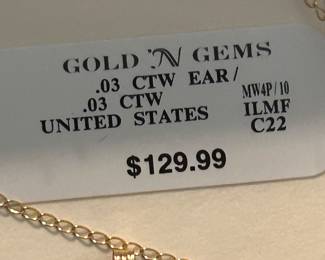 GOLD 'N GEMS
.03 CTW EAR/
.03 CTW MW4P/10
UNITED STATES ILMF
C22
$129.99